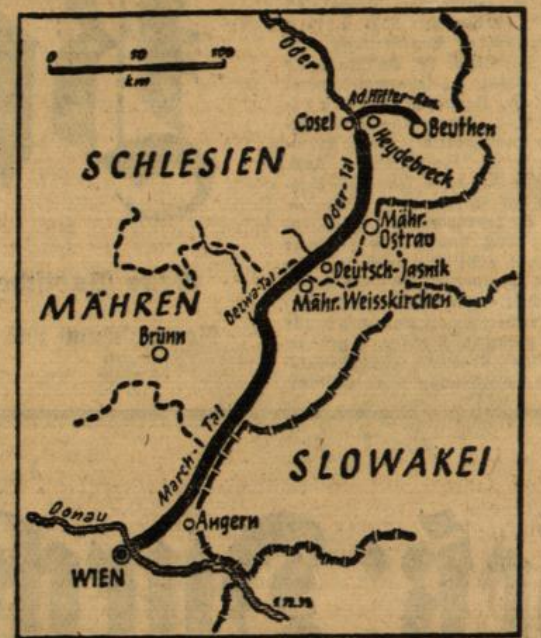 Oder
0 50 100
km
Ad. Hitler-Kan.
Cosel
Beuthen
Heydebreck
SCHLESIEN
Oder-Tal
Mähr.
Ostrau
Deutsch-Jasnik
Mähr. Weisskirchen
Betwa-Tal
MÄHREN
Brünn
March-Tal
SLOWAKEI
Donau
Angern
WIEN